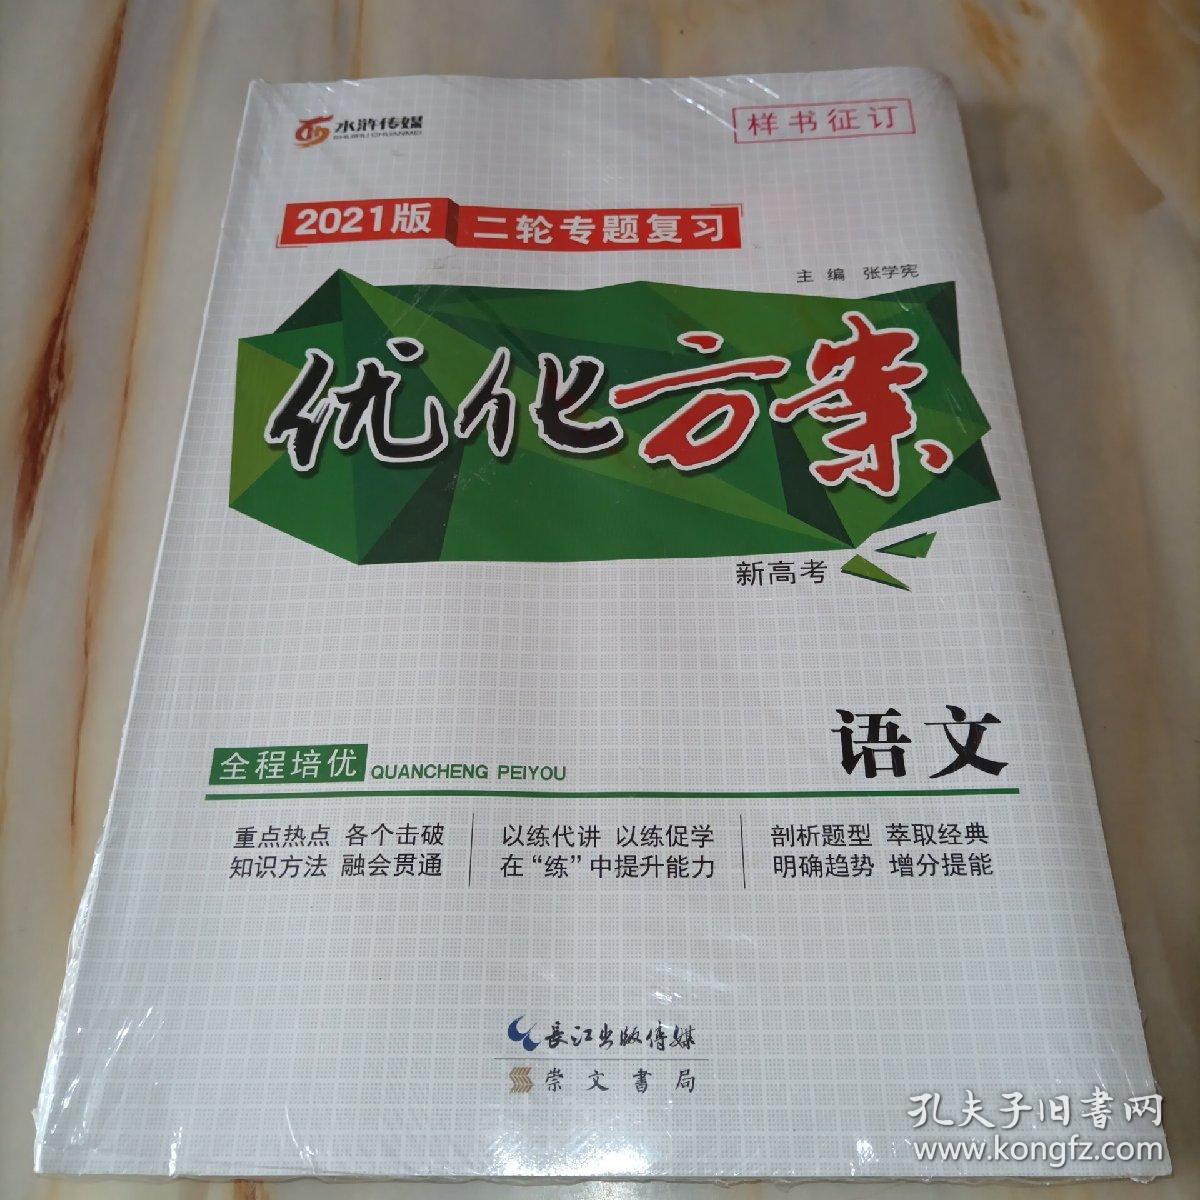 水浒传媒
SHUIHU CHUANMEI
样书征订
2021版 二轮专题复习
主 编 张学宪
优化方案
新高考
语文
全程培优 QUANCHENG PEIYOU
重点热点 各个击破
知识方法 融会贯通
以练代讲 以练促学
在“练”中提升能力
剖析题型 萃取经典
明确趋势 增分提能
長江出版传媒
崇文書局
孔夫子旧書网
www.kongfz.com